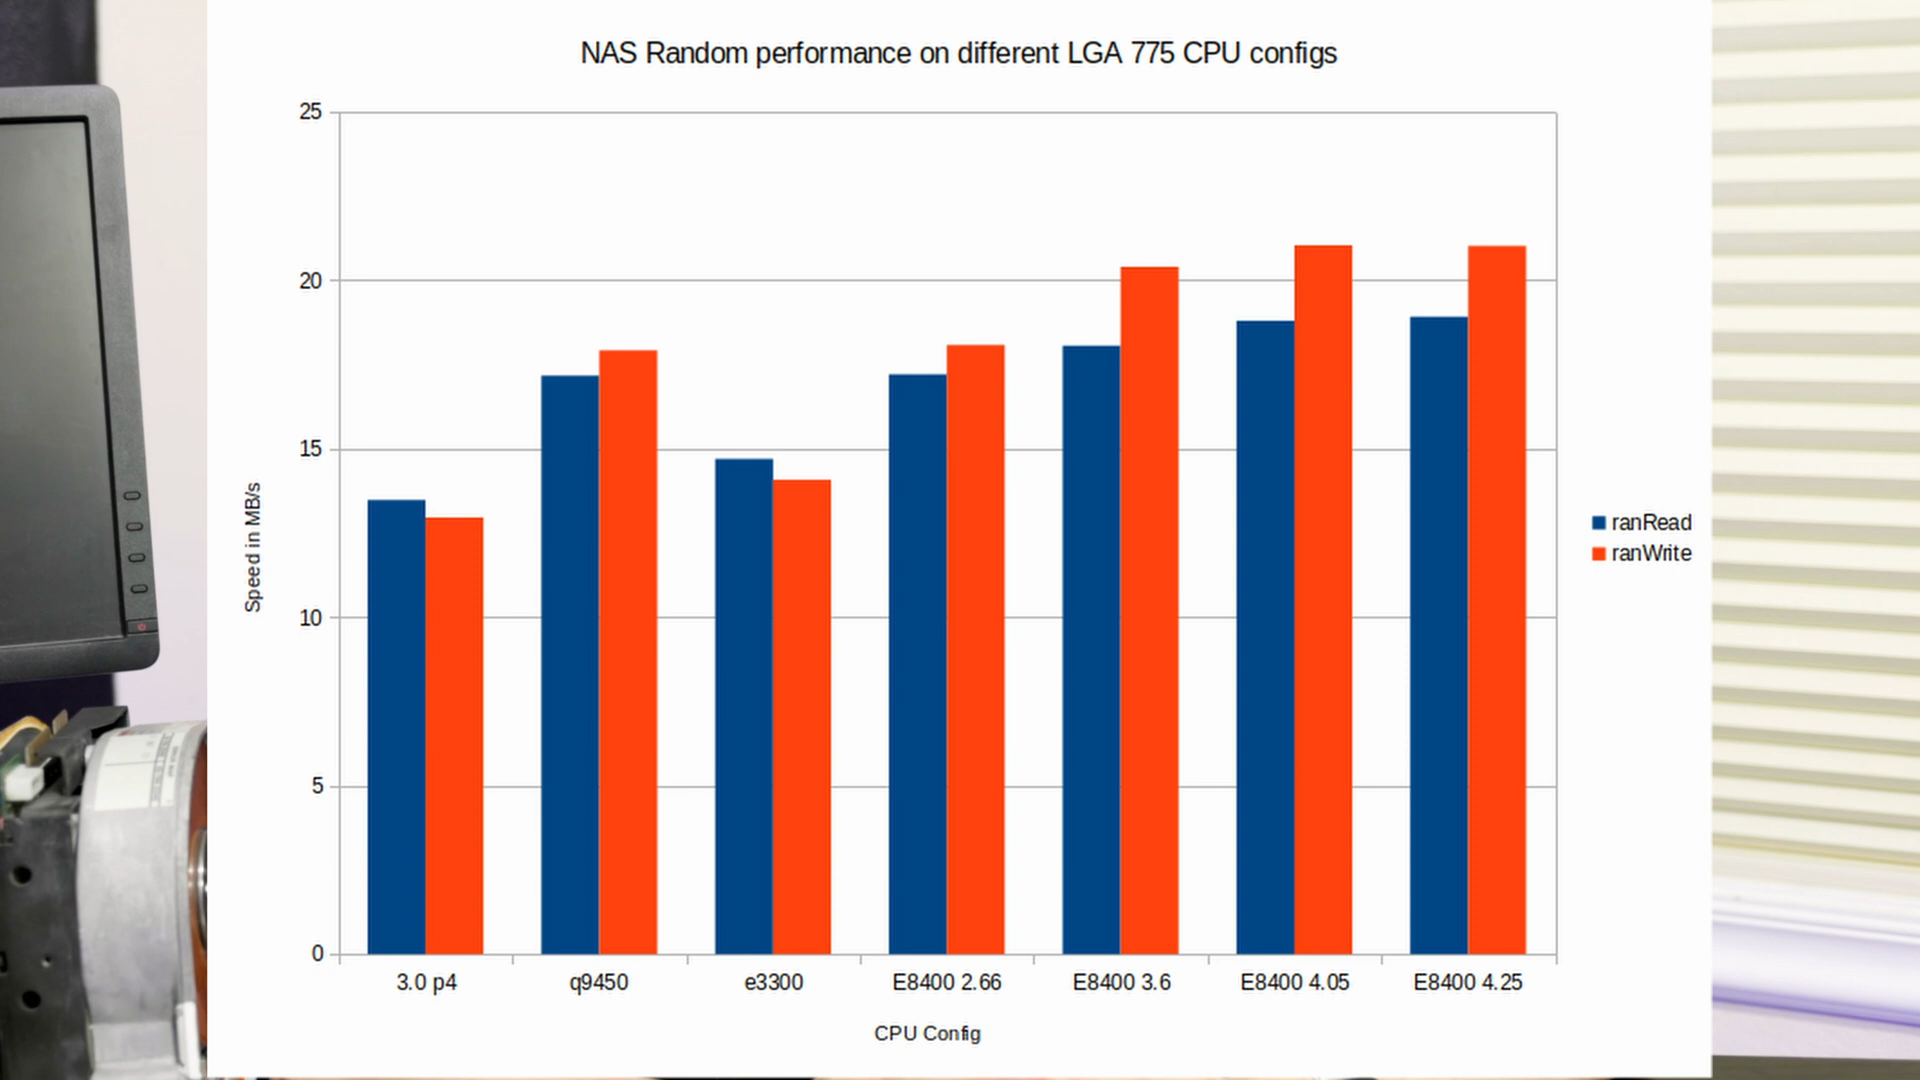 NAS Random performance on different LGA 775 CPU configs
25
20
15
10
5
0
Speed in MB/s
3.0 p4
q9450
e3300
E8400 2.66
E8400 3.6
E8400 4.05
E8400 4.25
CPU Config
ranRead
ranWrite